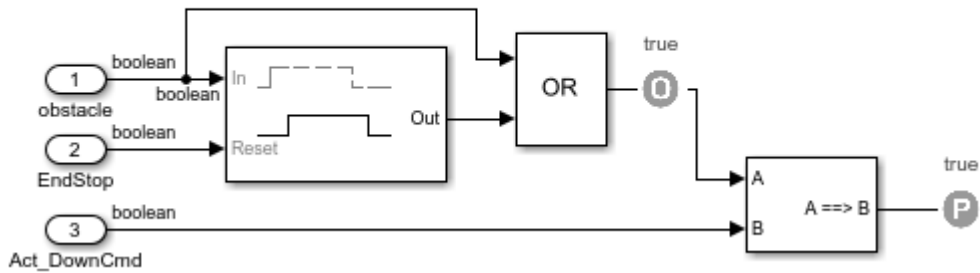 true
boolean
1
boolean
obstacle
In
OR
O
Out
boolean
2
Reset
EndStop
true
A
A ==> B
P
boolean
3
B
Act_DownCmd